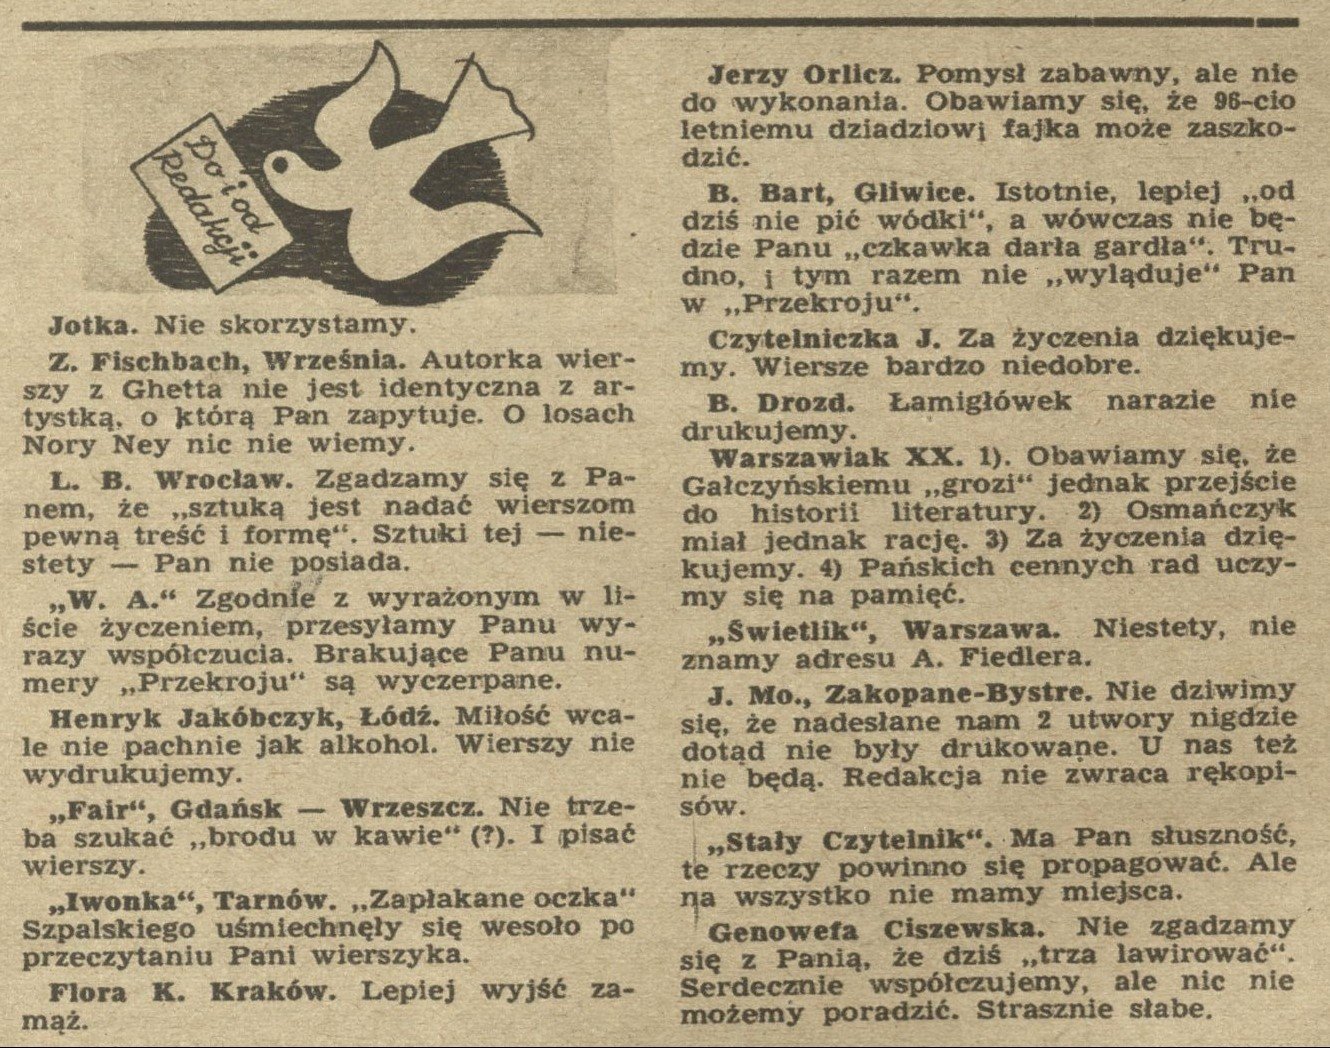 Do i od
Redakcji
Jotka. Nie skorzystamy.
Z. Fischbach, Września. Autorka wier-
szy z Ghetta nie jest identyczna z ar-
tystką, o którą Pan zapytuje. O losach
Nory Ney nic nie wiemy.
L. B. Wrocław. Zgadzamy się z Pa-
nem, że „sztuką jest nadać wierszom
pewną treść i formę“. Sztuki tej — nie-
stety — Pan nie posiada.
„W. A.“ Zgodnie z wyrażonym w li-
ście życzeniem, przesyłamy Panu wy-
razy współczucia. Brakujące Panu nu-
mery „Przekroju“ są wyczerpane.
Henryk Jakóbczyk, Łódź. Miłość wca-
le nie pachnie jak alkohol. Wierszy nie
wydrukujemy.
„Fair“, Gdańsk — Wrzeszcz. Nie trze-
ba szukać „brodu w kawie“ (?). I pisać
wierszy.
„Iwonka“, Tarnów. „Zapłakane oczka“
Szpalskiego uśmiechnęły się wesoło po
przeczytaniu Pani wierszyka.
Flora K. Kraków. Lepiej wyjść za-
mąż.
Jerzy Orlicz. Pomysł zabawny, ale nie
do wykonania. Obawiamy się, że 96-cio
letniemu dziadziowi fajka może zaszko-
dzić.
B. Bart, Gliwice. Istotnie, lepiej „od
dziś nie pić wódki“, a wówczas nie bę-
dzie Panu „czkawka darła gardła“. Tru-
dno, i tym razem nie „wyląduje“ Pan
w „Przekroju“.
Czytelniczka J. Za życzenia dziękuje-
my. Wiersze bardzo niedobre.
B. Drozd. Łamigłówek narazie nie
drukujemy.
Warszawiak XX. 1). Obawiamy się, że
Gałczyńskiemu „grozi“ jednak przejście
do historii literatury. 2) Osmańczyk
miał jednak rację. 3) Za życzenia dzię-
kujemy. 4) Pańskich cennych rad uczy-
my się na pamięć.
„Świetlik“, Warszawa. Niestety, nie
znamy adresu A. Fiedlera.
J. Mo., Zakopane-Bystre. Nie dziwimy
się, że nadesłane nam 2 utwory nigdzie
dotąd nie były drukowane. U nas też
nie będą. Redakcja nie zwraca rękopi-
sów.
„Stały Czytelnik“. Ma Pan słuszność,
te rzeczy powinno się propagować. Ale
na wszystko nie mamy miejsca.
Genowefa Ciszewska. Nie zgadzamy
się z Panią, że dziś „trza lawirować“.
Serdecznie współczujemy, ale nic nie
możemy poradzić. Strasznie słabe.